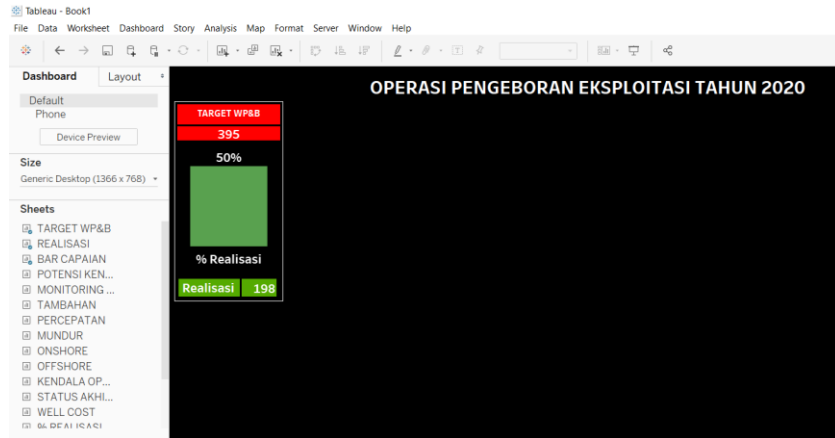 Tableau - Book1
File Data Worksheet Dashboard Story Analysis Map Format Server Window Help
Dashboard Layout
Default
Phone
Device Preview
Size
Generic Desktop (1366 x 768)
Sheets
TARGET WP&B
REALISASI
BAR CAPAIAN
POTENSI KEN...
MONITORING ...
TAMBAHAN
PERCEPATAN
MUNDUR
ONSHORE
OFFSHORE
KENDALA OP...
STATUS AKHI...
WELL COST
% REALISASI
OPERASI PENGEBORAN EKSPLOITASI TAHUN 2020
TARGET WP&B
395
50%
% Realisasi
Realisasi 198